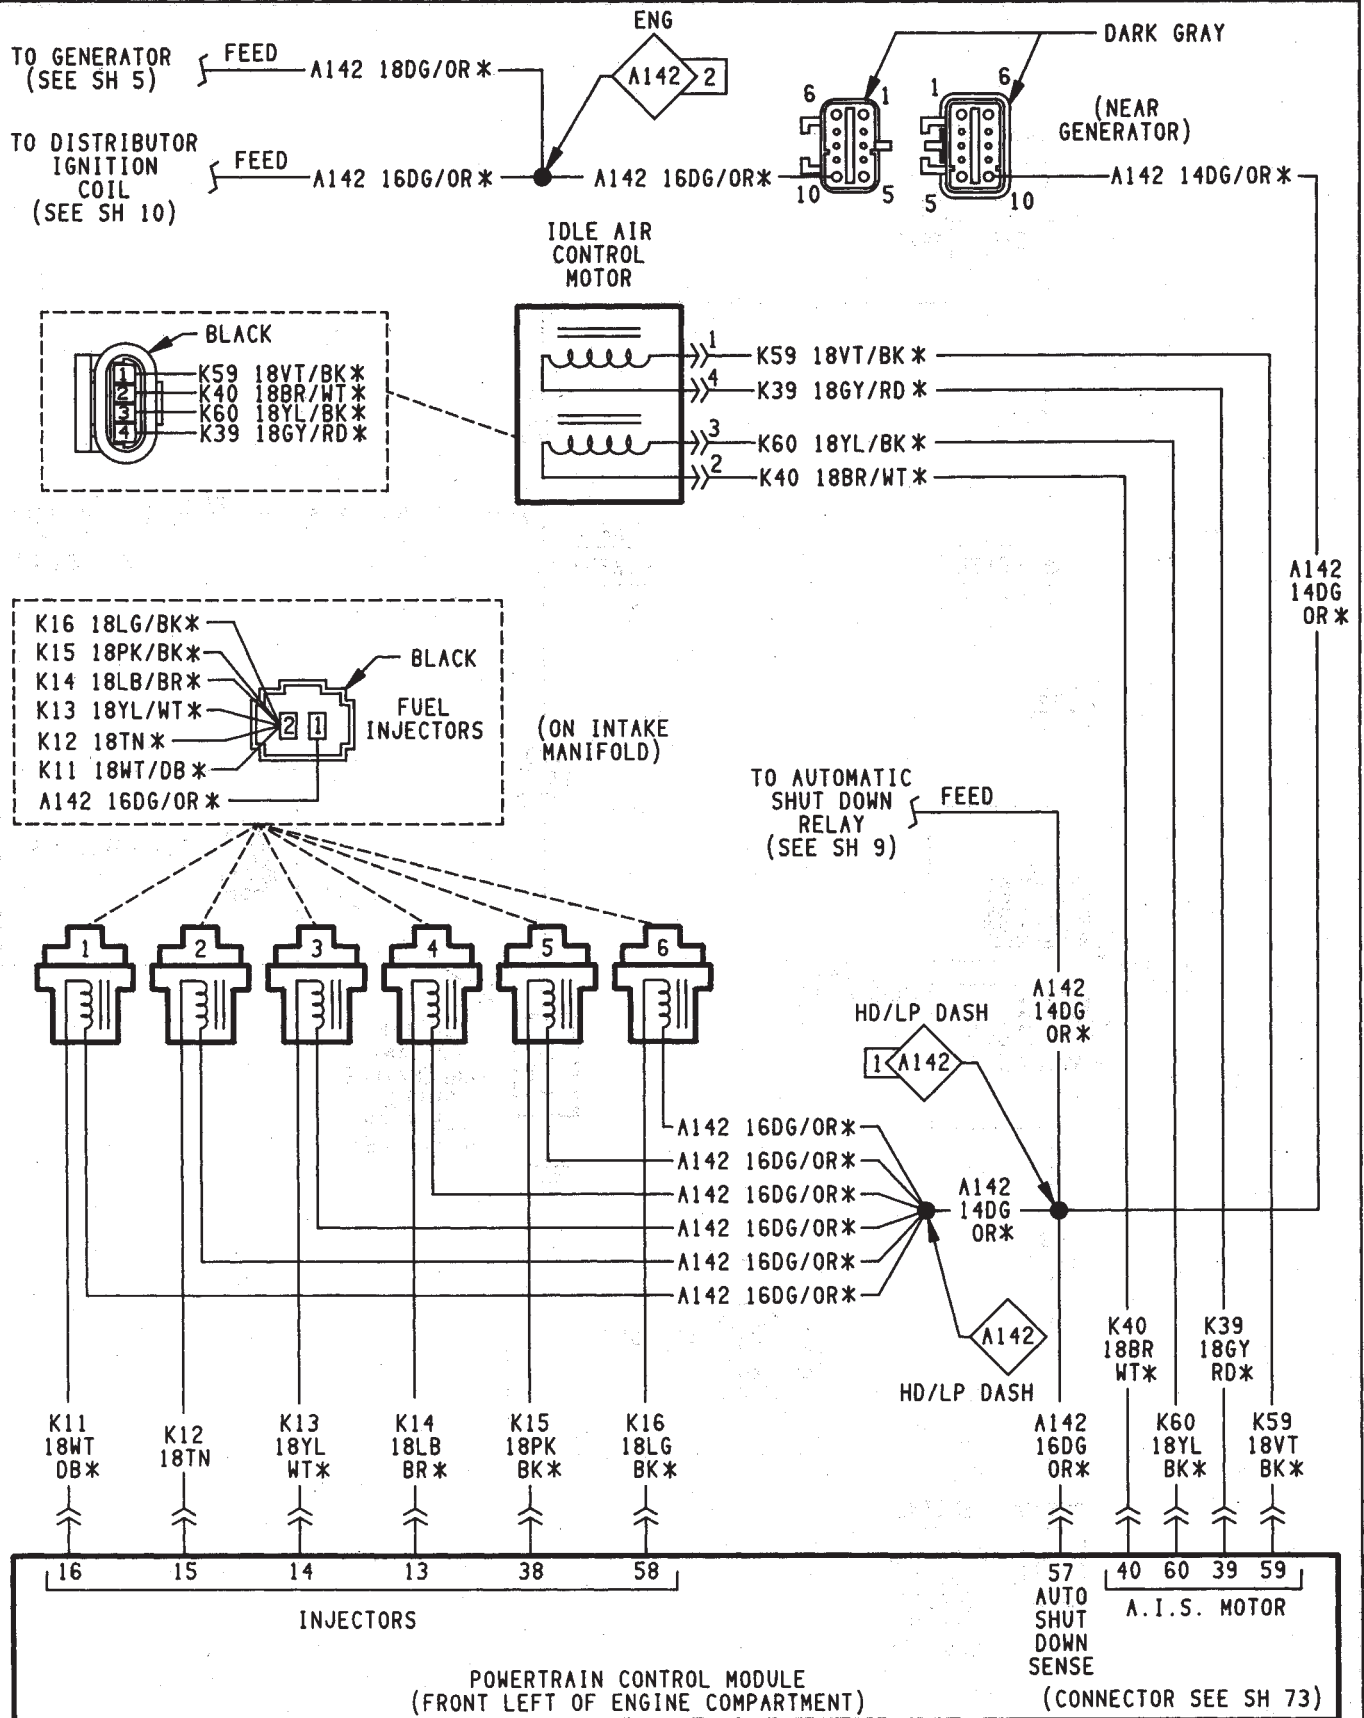 ENG
TO GENERATOR
(SEE SH 5)
FEED
A142 18DG/OR*
A142
2
DARK GRAY
6
1
1
6
(NEAR
GENERATOR)
TO DISTRIBUTOR
IGNITION
COIL
(SEE SH 10)
FEED
A142 16DG/OR*
A142 16DG/OR*
10
5
5
10
A142 14DG/OR*
IDLE AIR
CONTROL
MOTOR
BLACK
1
2
3
4
K59 18VT/BK*
K40 18BR/WT*
K60 18YL/BK*
K39 18GY/RD*
1
K59 18VT/BK*
4
K39 18GY/RD*
3
K60 18YL/BK*
2
K40 18BR/WT*
A142
14DG
OR*
K16 18LG/BK*
K15 18PK/BK*
K14 18LB/BR*
K13 18YL/WT*
K12 18TN*
K11 18WT/DB*
A142 16DG/OR*
2
1
BLACK
FUEL
INJECTORS
(ON INTAKE
MANIFOLD)
TO AUTOMATIC
SHUT DOWN
RELAY
(SEE SH 9)
FEED
1
2
3
4
5
6
A142
14DG
OR*
HD/LP DASH
1
A142
A142 16DG/OR*
A142 16DG/OR*
A142 16DG/OR*
A142 16DG/OR*
A142 16DG/OR*
A142 16DG/OR*
A142
14DG
OR*
A142
HD/LP DASH
K11
18WT
DB*
K12
18TN
K13
18YL
WT*
K14
18LB
BR*
K15
18PK
BK*
K16
18LG
BK*
A142
16DG
OR*
K40
18BR
WT*
K60
18YL
BK*
K39
18GY
RD*
K59
18VT
BK*
16
15
14
13
38
58
57
40
60
39
59
INJECTORS
AUTO
SHUT
DOWN
SENSE
A.I.S. MOTOR
POWERTRAIN CONTROL MODULE
(FRONT LEFT OF ENGINE COMPARTMENT)
(CONNECTOR SEE SH 73)